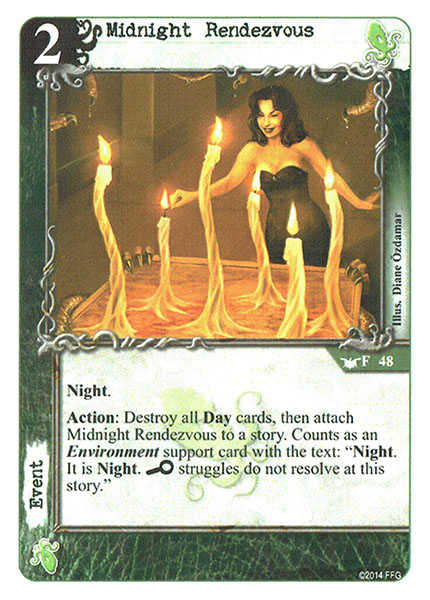 2
Midnight Rendezvous
Illus. Diane Özdamar
F 48
Night.
Action: Destroy all Day cards, then attach
Midnight Rendezvous to a story. Counts as an
Environment support card with the text: “Night.
It is Night. struggles do not resolve at this
story.”
Event
©2014 FFG